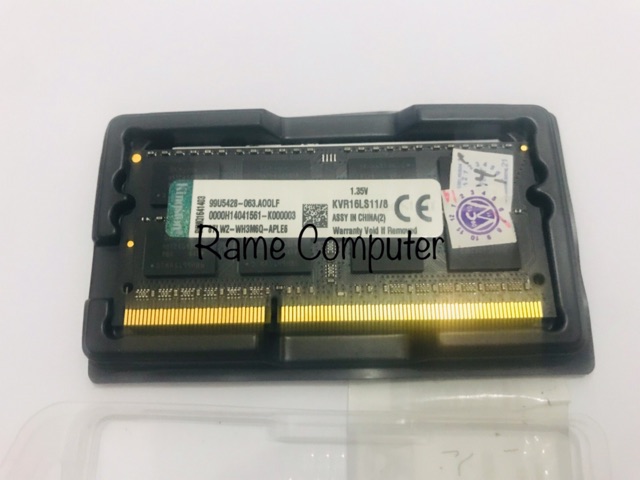 Kingston
99U5428-063.A00LF
0000H14041561-K000003
W2-WH3M6Q-APLE6
1.35V
KVR16LS11/8
ASSY IN CHINA(2)
Warranty Void If Removed
Rame Computer